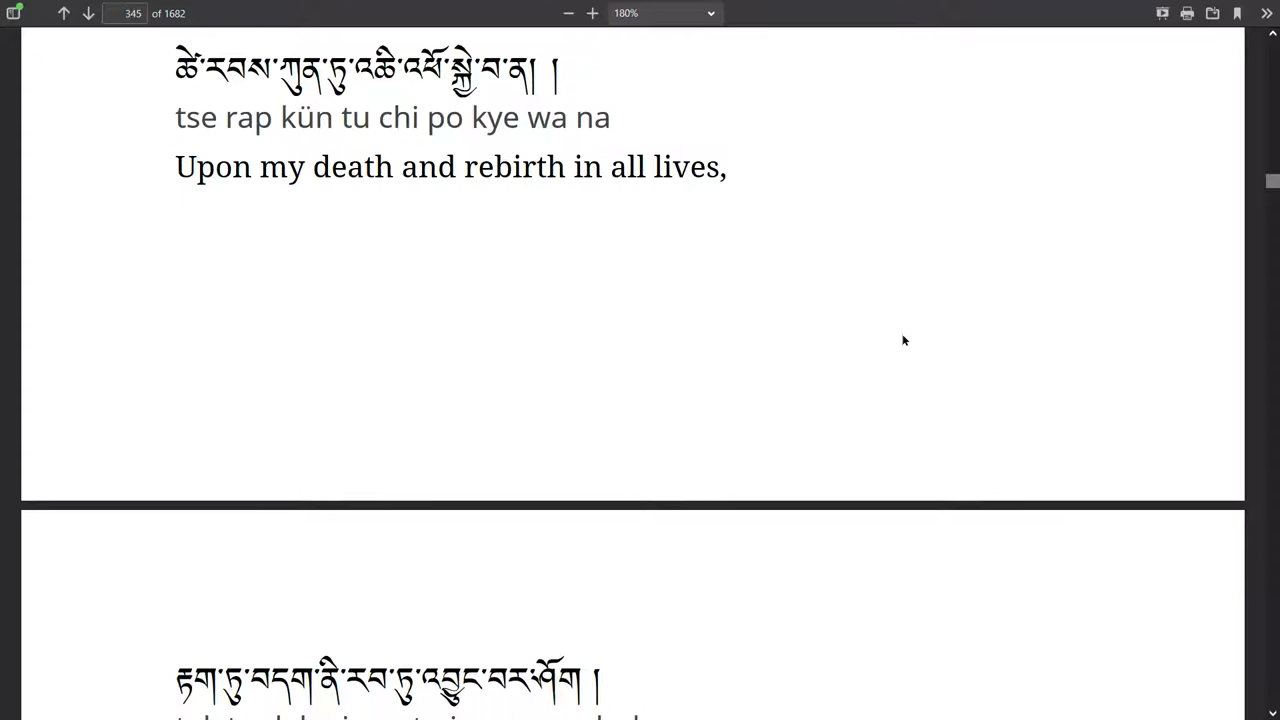 345 of 1682
180%
ཚེ་རབས་ཀུན་ཏུ་འཆི་འཕོ་སྐྱེ་བ་ན། །
tse rap kün tu chi po kye wa na
Upon my death and rebirth in all lives,
རྟག་ཏུ་བདག་ནི་རབ་ཏུ་འབྱུང་བར་ཤོག །